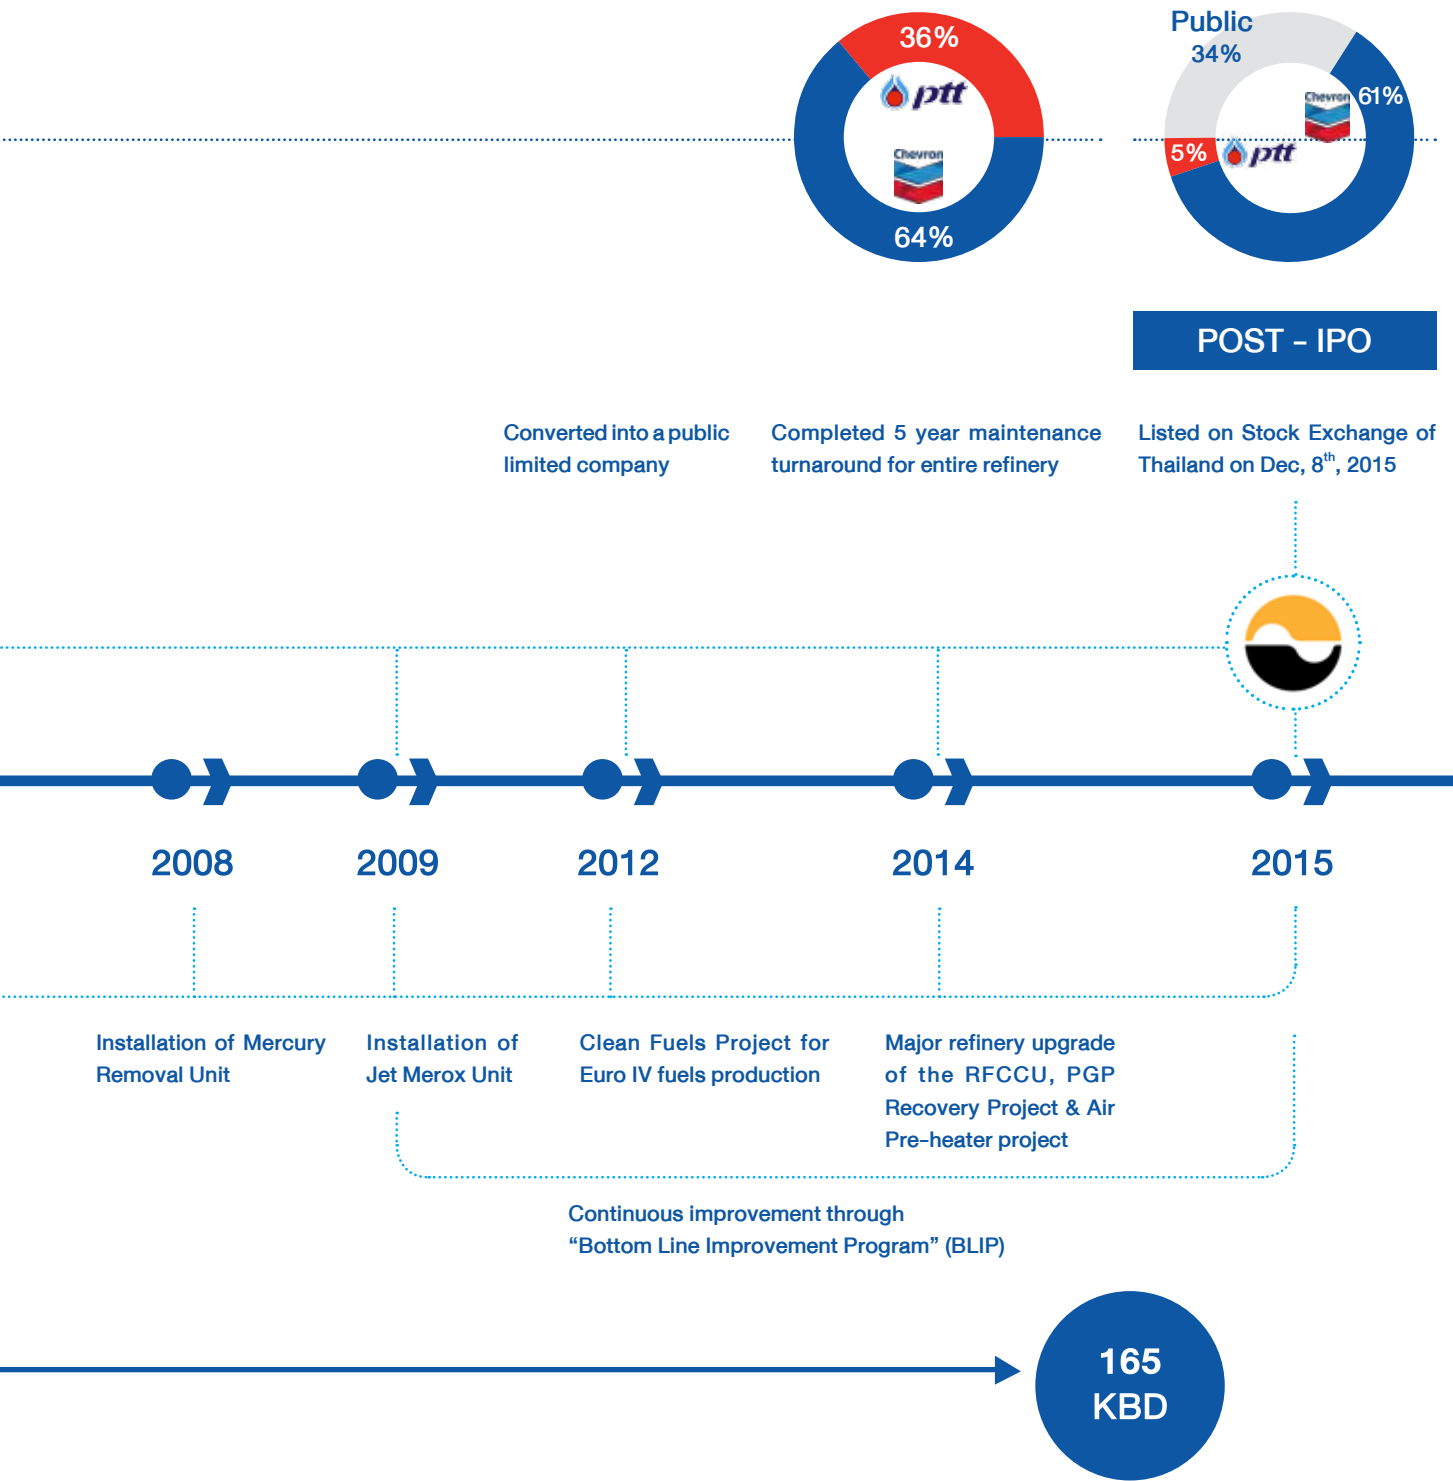 36%
ptt
Chevron
64%
Public
34%
Chevron
61%
5%
ptt
POST - IPO
Converted into a public
limited company
Completed 5 year maintenance
turnaround for entire refinery
Listed on Stock Exchange of
Thailand on Dec, 8th, 2015
2008
2009
2012
2014
2015
Installation of Mercury
Removal Unit
Installation of
Jet Merox Unit
Clean Fuels Project for
Euro IV fuels production
Major refinery upgrade
of the RFCCU, PGP
Recovery Project & Air
Pre-heater project
Continuous improvement through
“Bottom Line Improvement Program” (BLIP)
165
KBD